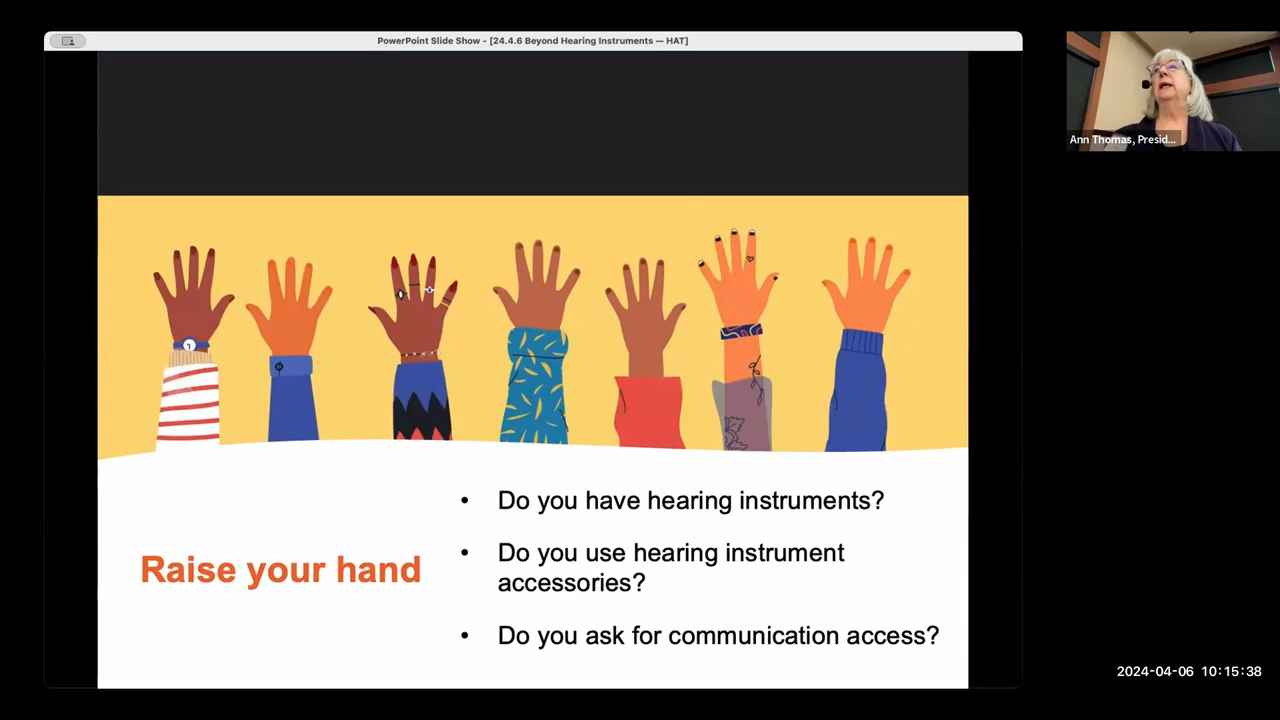 PowerPoint Slide Show - [24.4.6 Beyond Hearing Instruments — HAT]
Ann Thomas, Presid...
Raise your hand
• Do you have hearing instruments?
• Do you use hearing instrument
accessories?
• Do you ask for communication access?
2024-04-06 10:15:38